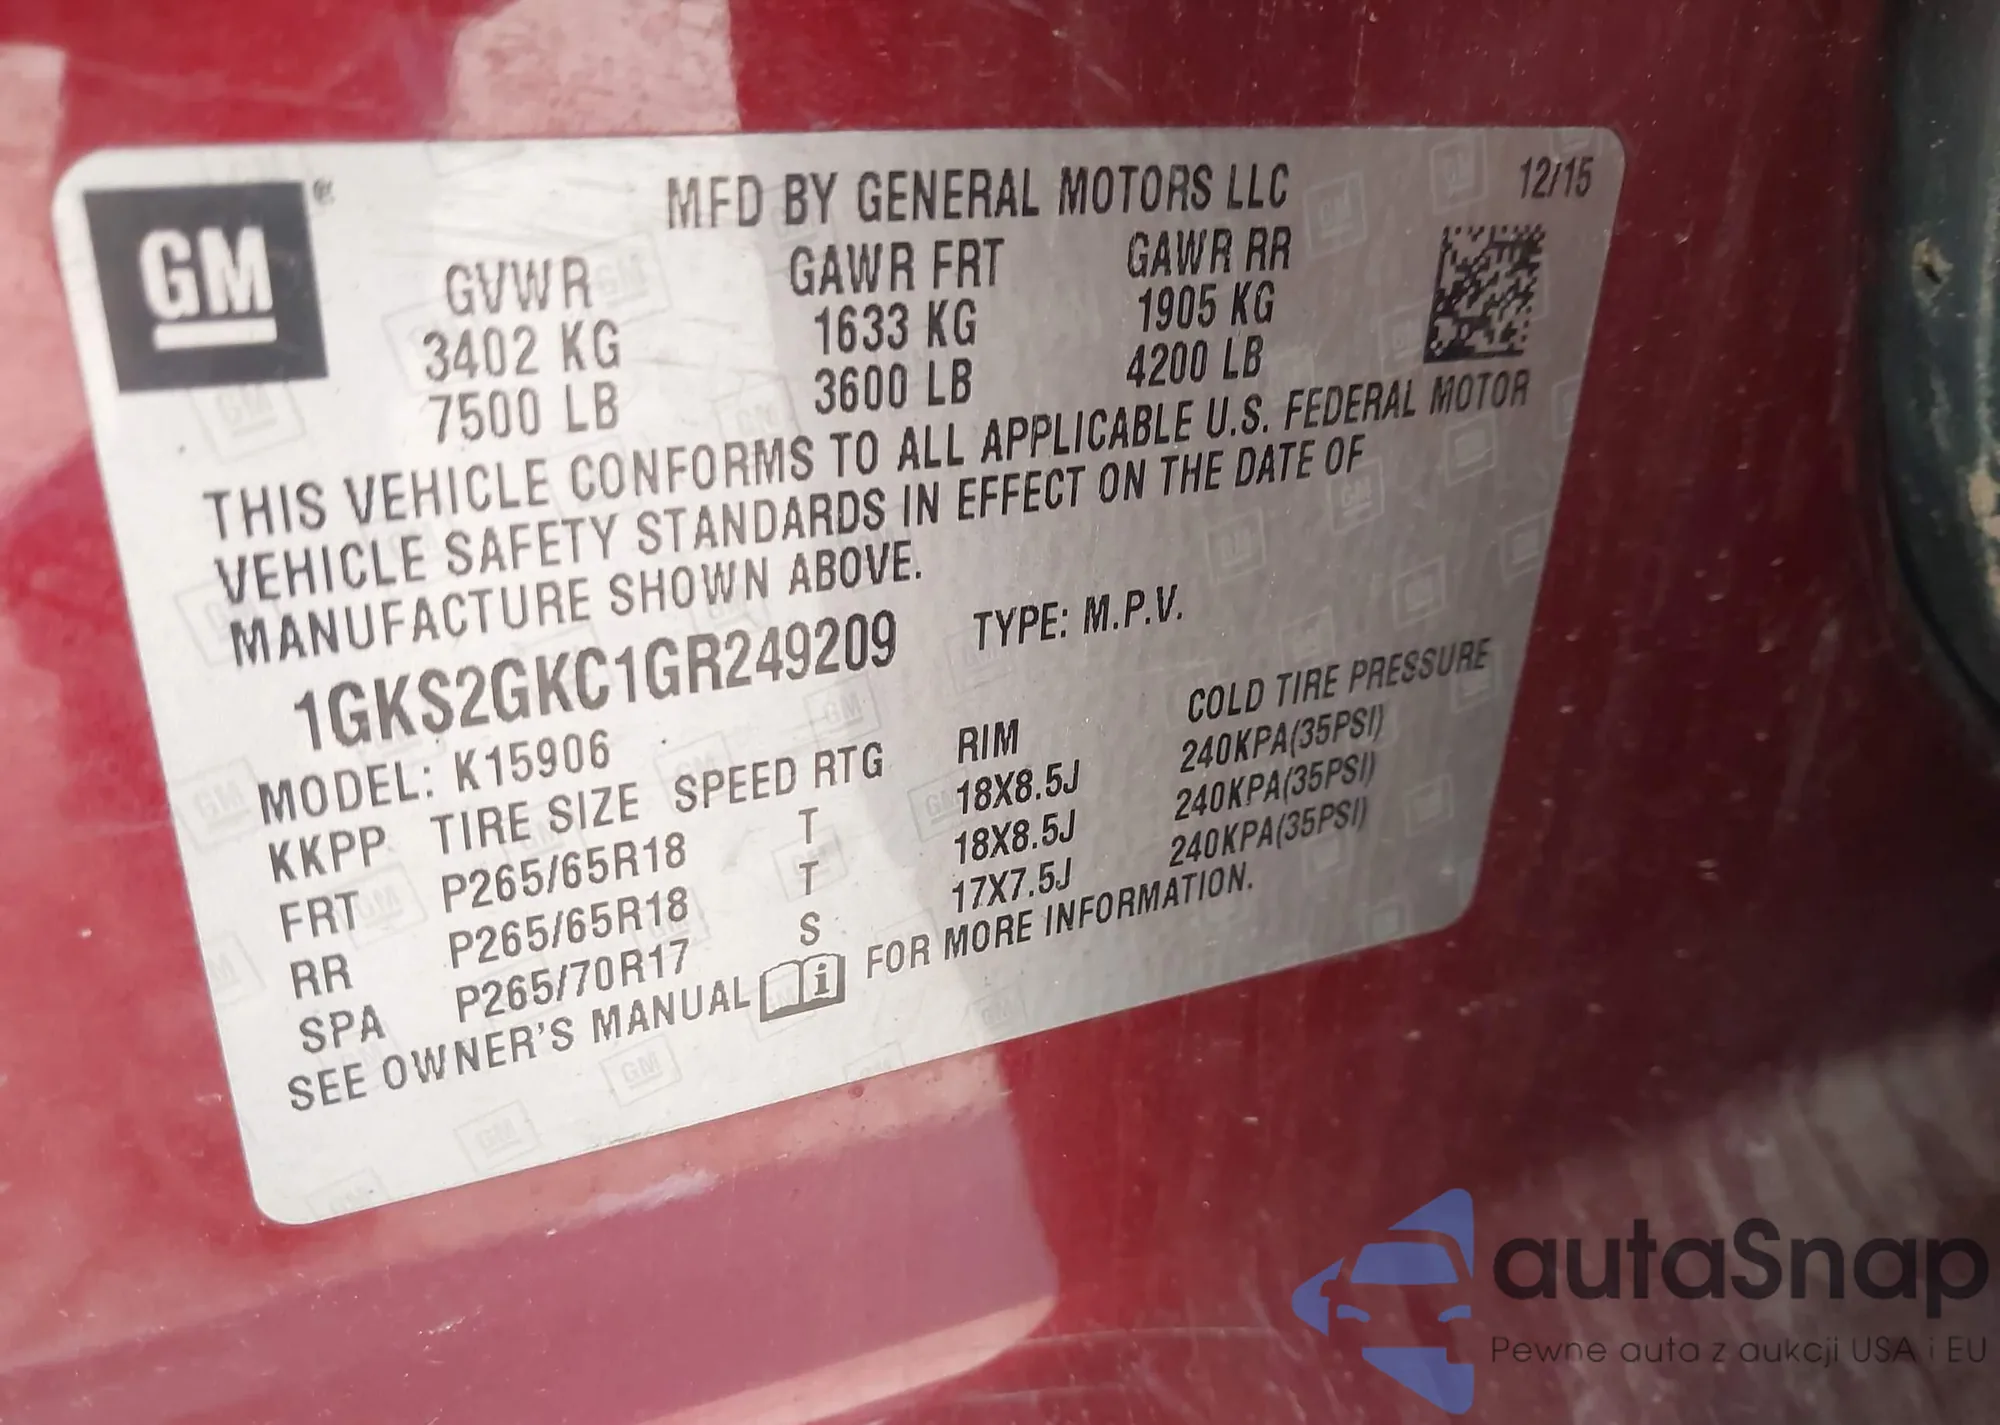 GM ®
MFD BY GENERAL MOTORS LLC 12/15
GVWR GAWR FRT GAWR RR
3402 KG 1633 KG 1905 KG
7500 LB 3600 LB 4200 LB
THIS VEHICLE CONFORMS TO ALL APPLICABLE U.S. FEDERAL MOTOR
VEHICLE SAFETY STANDARDS IN EFFECT ON THE DATE OF
MANUFACTURE SHOWN ABOVE.
1GKS2GKC1GR249209 TYPE: M.P.V.
MODEL: K15906
KKPP TIRE SIZE SPEED RTG RIM COLD TIRE PRESSURE
FRT P265/65R18 T 18X8.5J 240KPA(35PSI)
RR P265/65R18 T 18X8.5J 240KPA(35PSI)
SPA P265/70R17 S 17X7.5J 240KPA(35PSI)
SEE OWNER'S MANUAL i FOR MORE INFORMATION.
autaSnap
Pewne auta z aukcji USA i EU